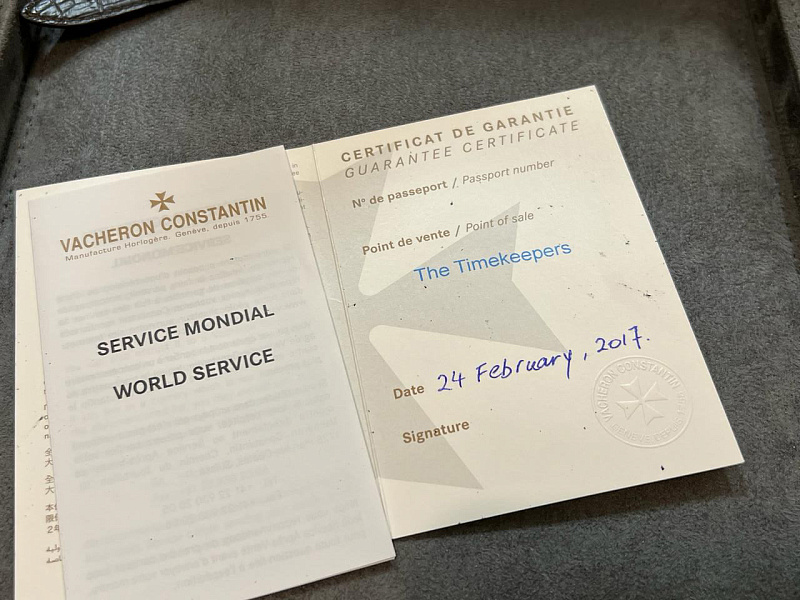 VACHERON CONSTANTIN
Manufacture Horlogère. Genève, depuis 1755
SERVICE MONDIAL
WORLD SERVICE
CERTIFICAT DE GARANTIE
GUARANTEE CERTIFICATE
N° de passeport / Passport number
Point de vente / Point of sale
The Timekeepers
Date 24 February, 2017.
Signature
VACHERON CONSTANTIN